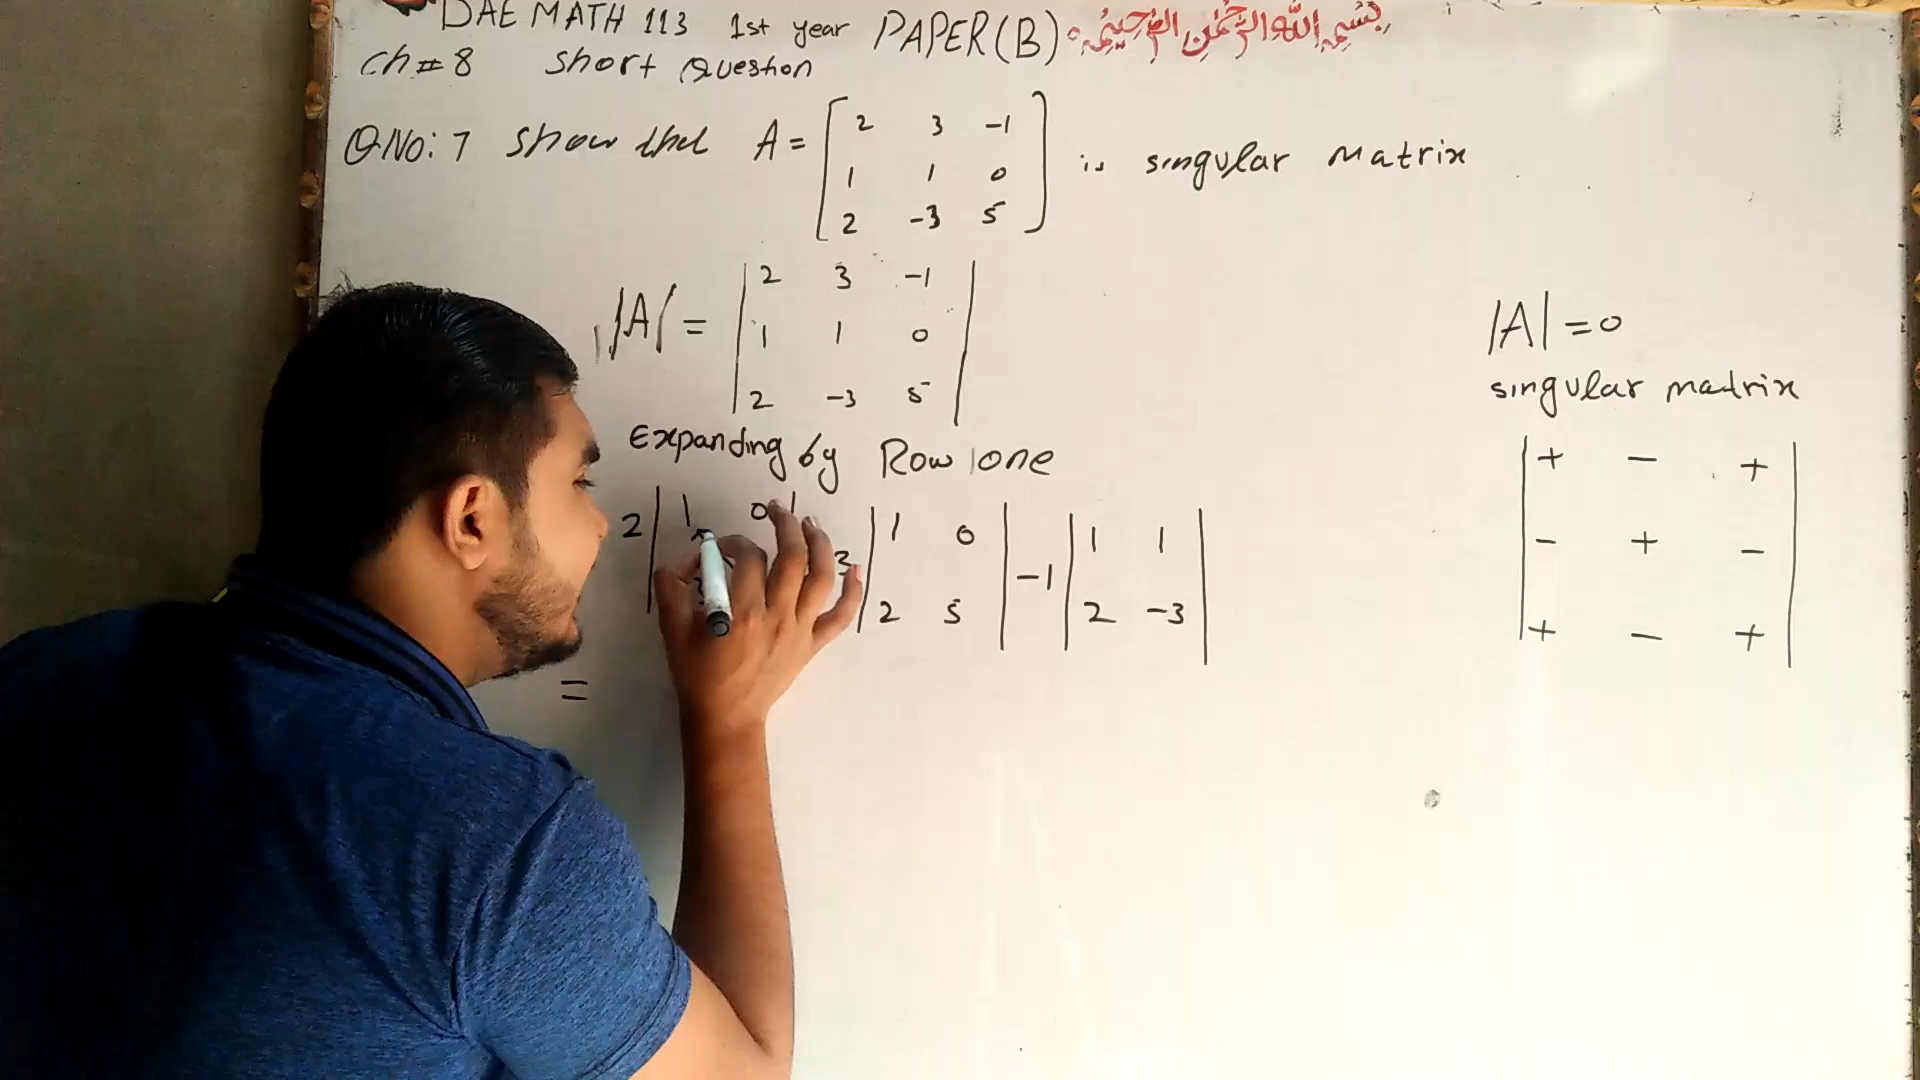 DAE MATH 113 1st year PAPER (B) بسم الله الرحمن الرحیم
ch # 8 short Question
Q No: 7 show that A = [ 2 3 -1
1 1 0
2 -3 5 ] is singular matrix
|A| = | 2 3 -1 |
| 1 1 0 |
| 2 -3 5 |
Expanding by Row one
2 | 1 0 | 3 | 1 0 | -1 | 1 1 |
| 2 5 | | 2 -3 |
=
|A| = 0
singular matrix
| + - + |
| - + - |
| + - + |